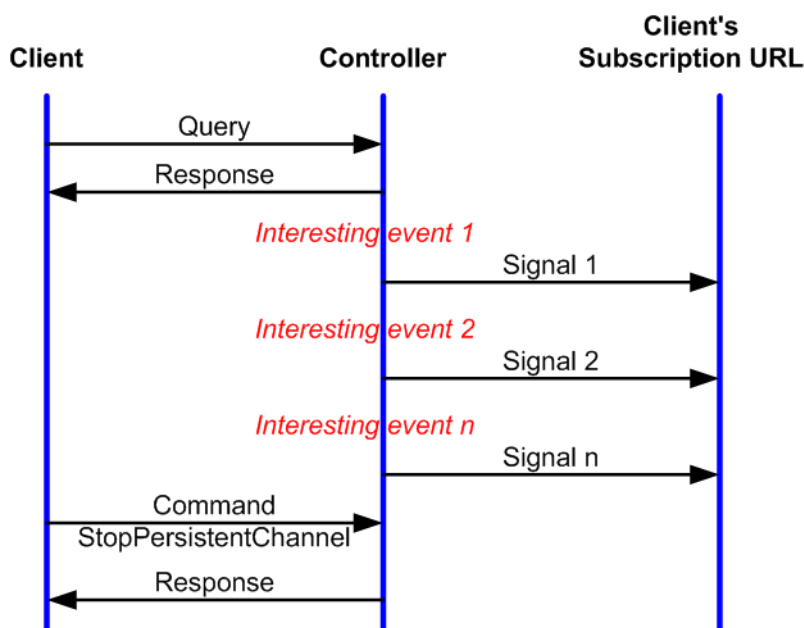 Client
Controller
Client's
Subscription URL
Query
Response
Interesting event 1
Signal 1
Interesting event 2
Signal 2
Interesting event n
Signal n
Command
StopPersistentChannel
Response